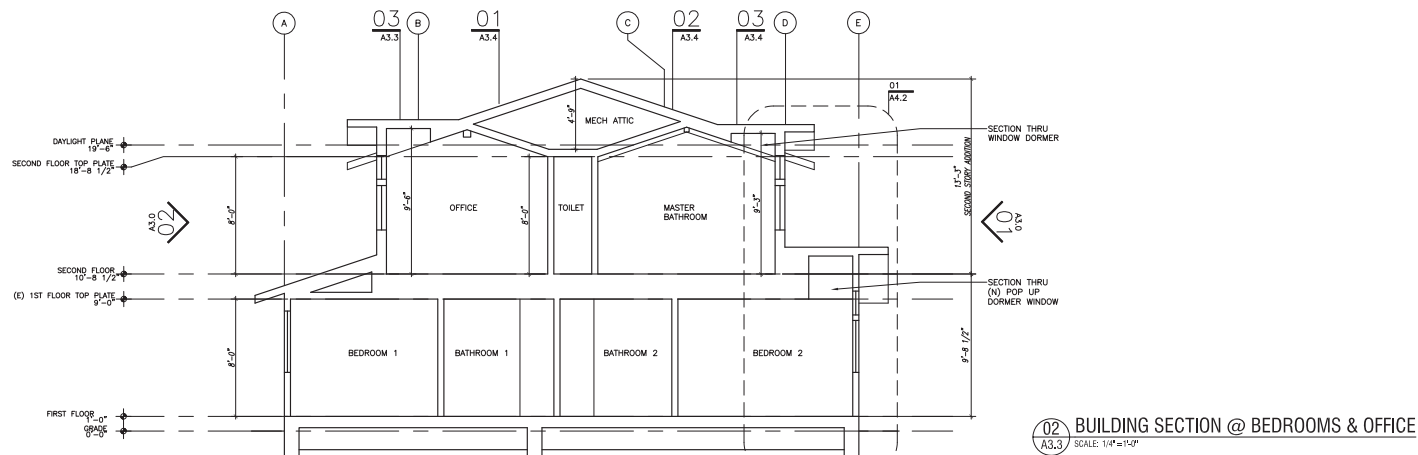 A
03
A3.3
B
01
A3.4
C
02
A3.4
03
A3.4
D
E
01
A4.2
4'-9"
MECH ATTIC
SECTION THRU
WINDOW DORMER
DAYLIGHT PLANE
19'-6"
SECOND FLOOR TOP PLATE
18'-8 1/2"
13'-3"
SECOND STORY ADDITION
A3.0
02
8'-0"
9'-6"
OFFICE
8'-0"
TOILET
MASTER
BATHROOM
9'-3"
01
A3.0
SECOND FLOOR
10'-8 1/2"
(E) 1ST FLOOR TOP PLATE
9'-0"
SECTION THRU
(N) POP UP
DORMER WINDOW
8'-0"
BEDROOM 1
BATHROOM 1
BATHROOM 2
BEDROOM 2
9'-8 1/2"
FIRST FLOOR
1'-0"
GRADE
0'-0"
02
A3.3
BUILDING SECTION @ BEDROOMS & OFFICE
SCALE: 1/4"=1'-0"